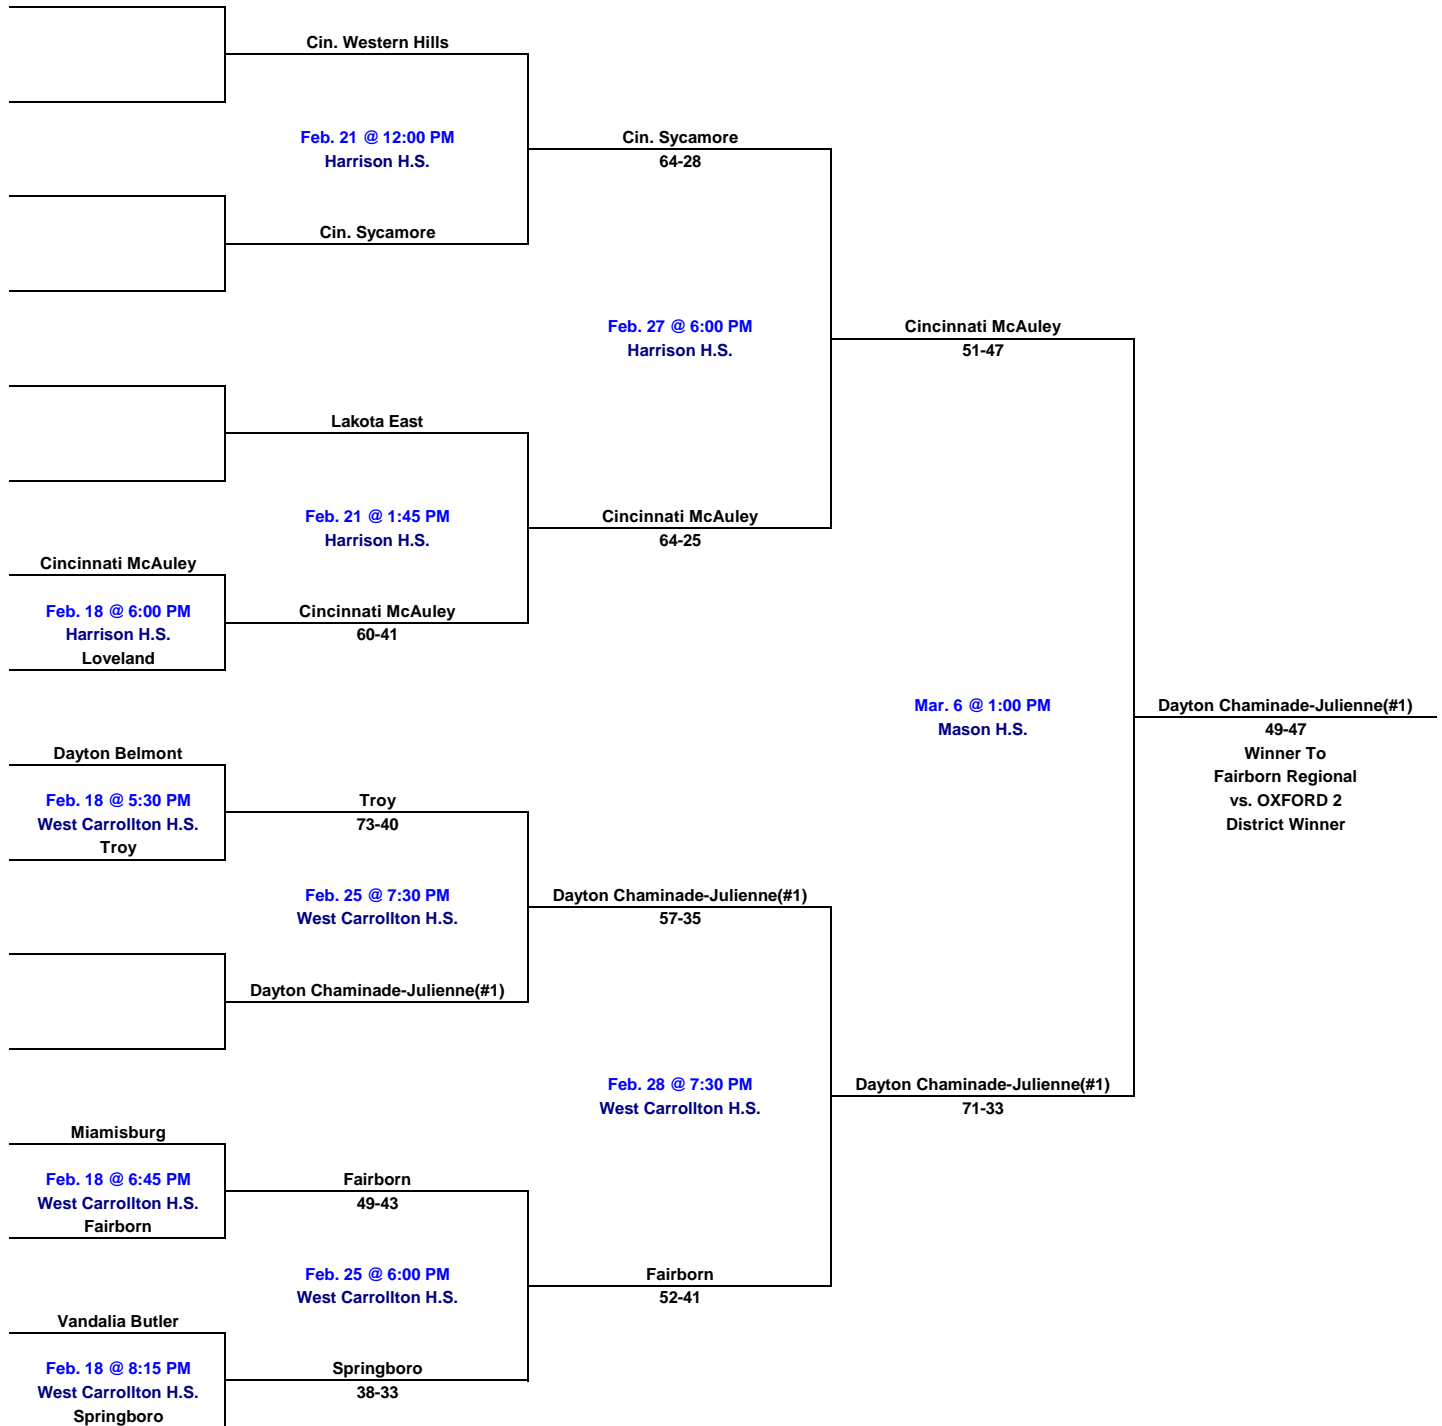 Cin. Western Hills
Feb. 21 @ 12:00 PM
Harrison H.S.
Cin. Sycamore
64-28
Cin. Sycamore
Feb. 27 @ 6:00 PM
Harrison H.S.
Cincinnati McAuley
51-47
Lakota East
Feb. 21 @ 1:45 PM
Harrison H.S.
Cincinnati McAuley
64-25
Cincinnati McAuley
Feb. 18 @ 6:00 PM
Harrison H.S.
Loveland
Cincinnati McAuley
60-41
Mar. 6 @ 1:00 PM
Mason H.S.
Dayton Chaminade-Julienne(#1)
49-47
Winner To
Fairborn Regional
vs. OXFORD 2
District Winner
Dayton Belmont
Feb. 18 @ 5:30 PM
West Carrollton H.S.
Troy
Troy
73-40
Feb. 25 @ 7:30 PM
West Carrollton H.S.
Dayton Chaminade-Julienne(#1)
57-35
Dayton Chaminade-Julienne(#1)
Feb. 28 @ 7:30 PM
West Carrollton H.S.
Dayton Chaminade-Julienne(#1)
71-33
Miamisburg
Feb. 18 @ 6:45 PM
West Carrollton H.S.
Fairborn
Fairborn
49-43
Feb. 25 @ 6:00 PM
West Carrollton H.S.
Fairborn
52-41
Vandalia Butler
Feb. 18 @ 8:15 PM
West Carrollton H.S.
Springboro
Springboro
38-33